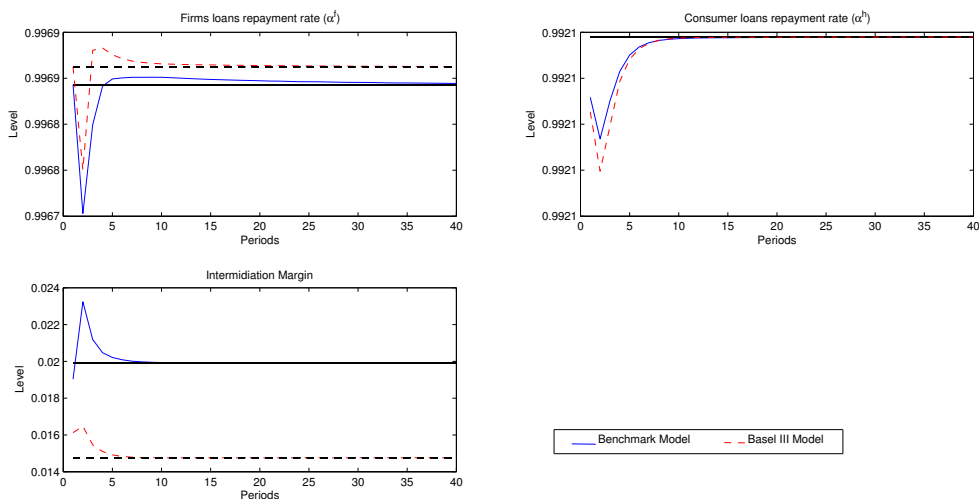 Firms loans repayment rate (αf)
0.9969
0.9969
0.9968
0.9968
0.9967
Level
0 5 10 15 20 25 30 35 40
Periods
Consumer loans repayment rate (αh)
0.9921
0.9921
0.9921
0.9921
0.9921
Level
0 5 10 15 20 25 30 35 40
Periods
Intermidiation Margin
0.024
0.022
0.02
0.018
0.016
0.014
Level
0 5 10 15 20 25 30 35 40
Periods
Benchmark Model Basel III Model